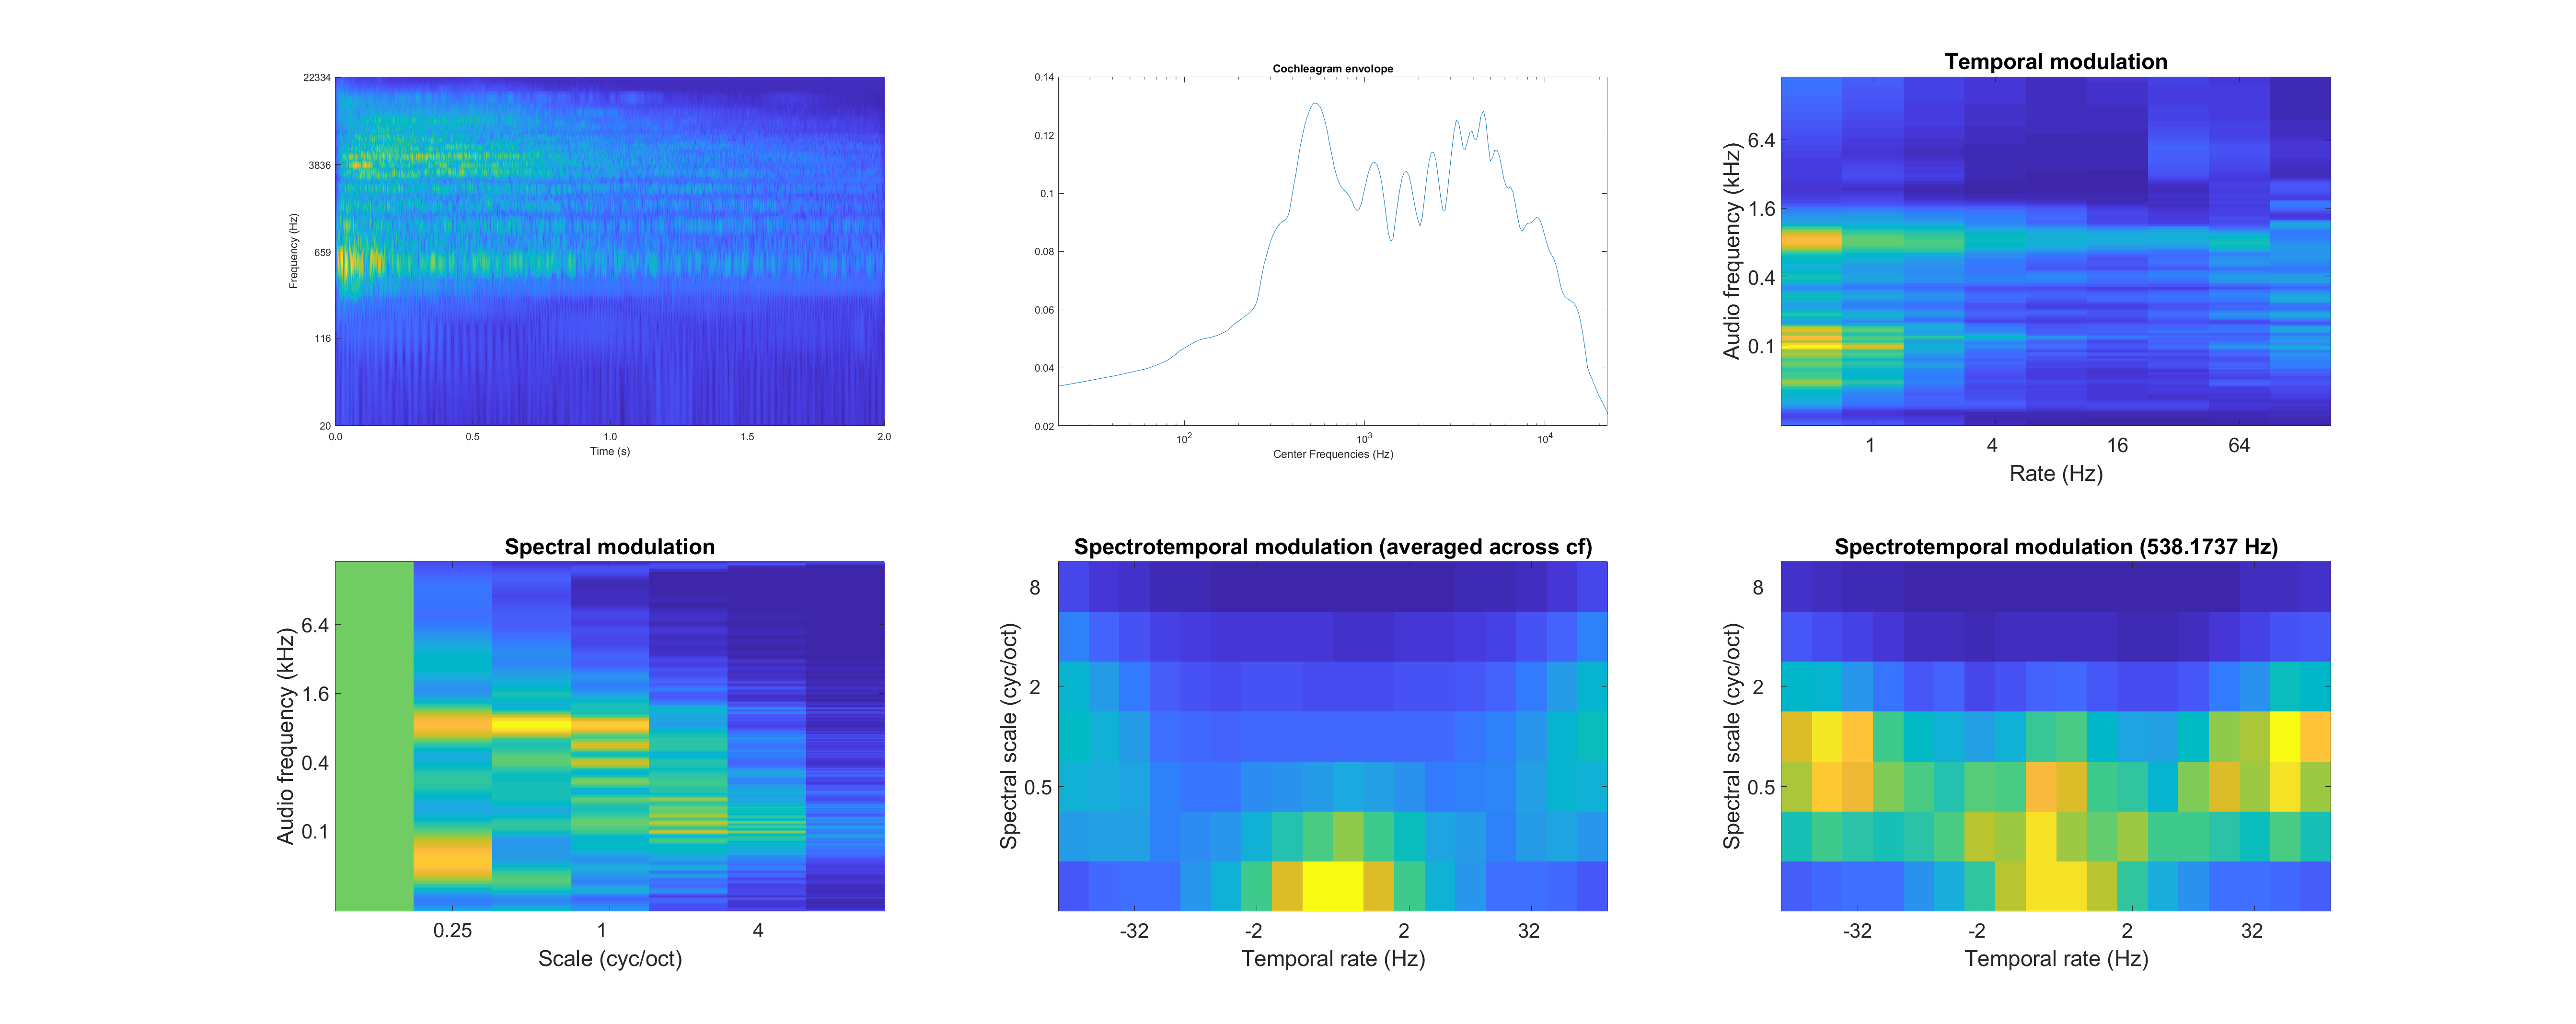 22334
3836
659
116
20
Frequency (Hz)
0.0 0.5 1.0 1.5 2.0
Time (s)
Cochleagram envolope
0.14
0.12
0.1
0.08
0.06
0.04
0.02
10^2 10^3 10^4
Center Frequencies (Hz)
Temporal modulation
6.4
1.6
0.4
0.1
Audio frequency (kHz)
1 4 16 64
Rate (Hz)
Spectral modulation
6.4
1.6
0.4
0.1
Audio frequency (kHz)
0.25 1 4
Scale (cyc/oct)
Spectrotemporal modulation (averaged across cf)
8
2
0.5
Spectral scale (cyc/oct)
-32 -2 2 32
Temporal rate (Hz)
Spectrotemporal modulation (538.1737 Hz)
8
2
0.5
Spectral scale (cyc/oct)
-32 -2 2 32
Temporal rate (Hz)